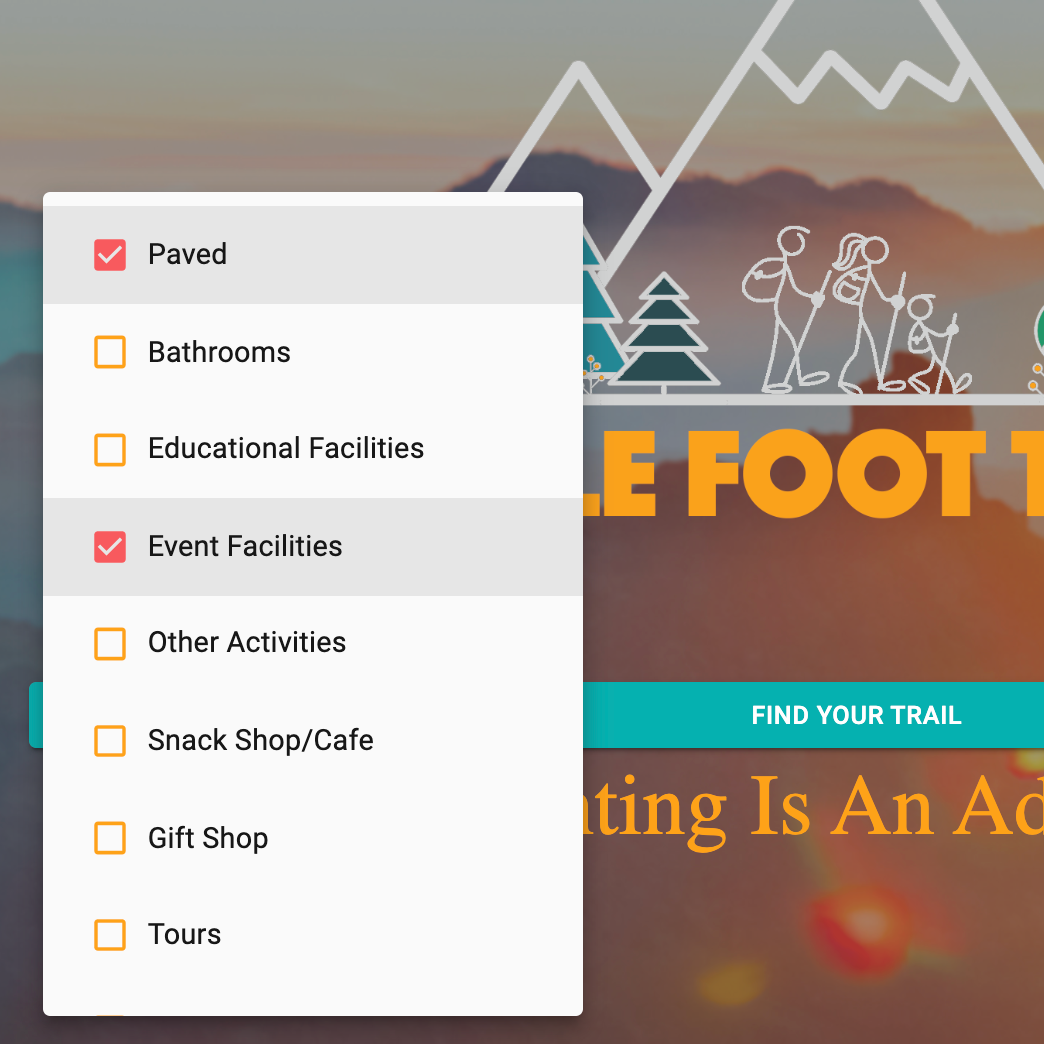 Paved
Bathrooms
Educational Facilities
Event Facilities
Other Activities
Snack Shop/Cafe
Gift Shop
Tours
LE FOOT T
FIND YOUR TRAIL
ting Is An Ad